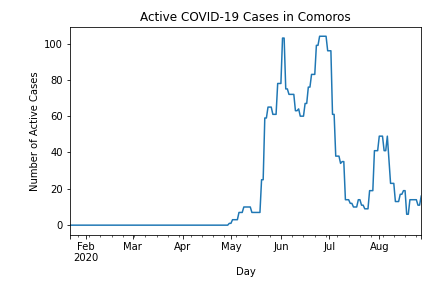 Active COVID-19 Cases in Comoros
Number of Active Cases
100
80
60
40
20
0
Feb Mar Apr May Jun Jul Aug
2020
Day